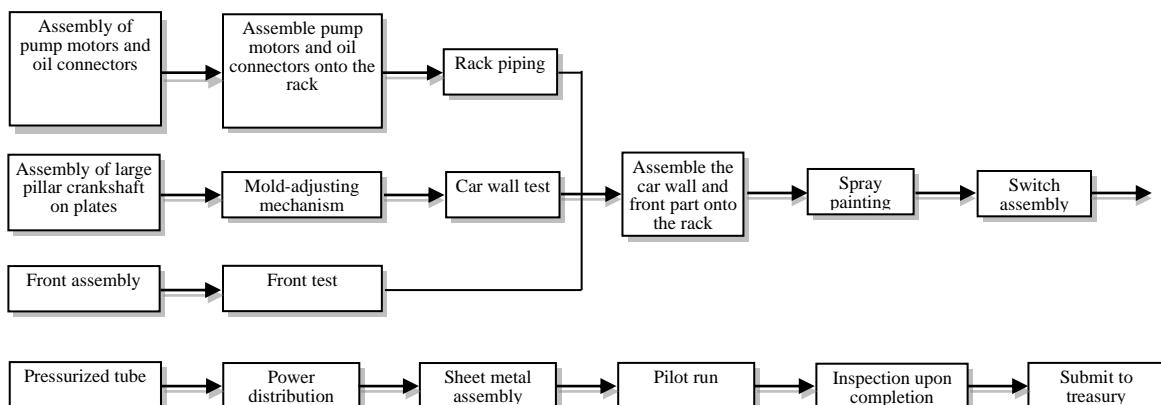 Assembly of
pump motors and
oil connectors
Assemble pump
motors and oil
connectors onto the
rack
Rack piping
Assembly of large
pillar crankshaft
on plates
Mold-adjusting
mechanism
Car wall test
Assemble the
car wall and
front part onto
the rack
Spray
painting
Switch
assembly
Front assembly
Front test
Pressurized tube
Power
distribution
Sheet metal
assembly
Pilot run
Inspection upon
completion
Submit to
treasury